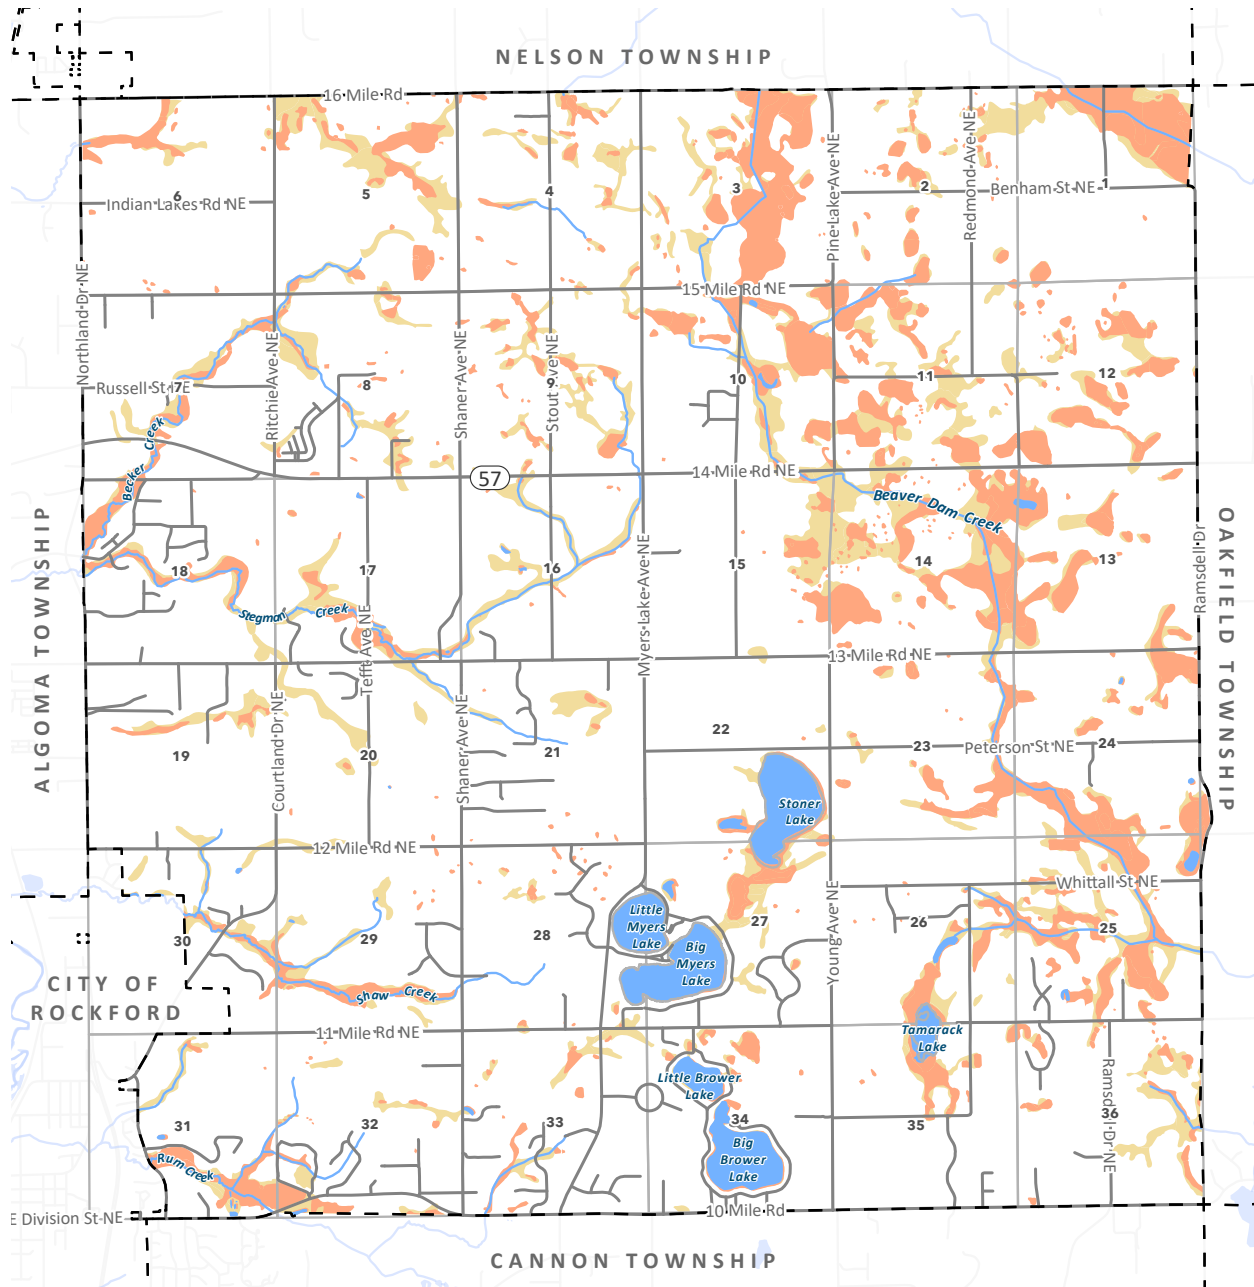 NELSON TOWNSHIP
16 Mile Rd
6
5
4
3
2
1
Indian Lakes Rd NE
Benham St NE
Pine Lake Ave NE
Redmond Ave NE
Northland Dr NE
15 Mile Rd NE
Ritchie Ave NE
Shaner Ave NE
Stout Ave NE
Russell St NE
7
8
9
10
11
12
Becker Creek
57
14 Mile Rd NE
Beaver Dam Creek
ALGOMA TOWNSHIP
OAKFIELD TOWNSHIP
Ramsdell Dr
18
17
16
15
14
13
Stegman Creek
Tefft Ave NE
Myers Lake Ave NE
13 Mile Rd NE
19
20
21
22
23
24
Courtland Dr NE
Shaner Ave NE
Peterson St NE
Stoner
Lake
12 Mile Rd NE
Whittall St NE
Young Ave NE
30
29
28
27
26
25
Little
Myers
Lake
Big
Myers
Lake
CITY OF
ROCKFORD
Shaw Creek
11 Mile Rd NE
Tamarack
Lake
Little Brower
Lake
Ramsdell Dr NE
31
32
33
34
35
36
Big
Brower
Lake
Rum Creek
E Division St NE
10 Mile Rd
CANNON TOWNSHIP